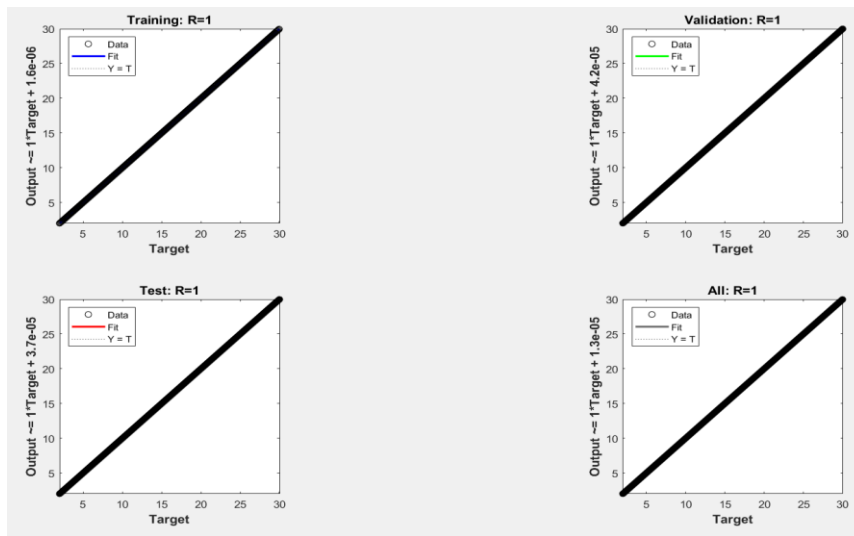 Training: R=1
Output ~= 1*Target + 1.6e-06
30
25
20
15
10
5
Data
Fit
Y = T
5 10 15 20 25 30
Target
Validation: R=1
Output ~= 1*Target + 4.2e-05
30
25
20
15
10
5
Data
Fit
Y = T
5 10 15 20 25 30
Target
Test: R=1
Output ~= 1*Target + 3.7e-05
30
25
20
15
10
5
Data
Fit
Y = T
5 10 15 20 25 30
Target
All: R=1
Output ~= 1*Target + 1.3e-05
30
25
20
15
10
5
Data
Fit
Y = T
5 10 15 20 25 30
Target